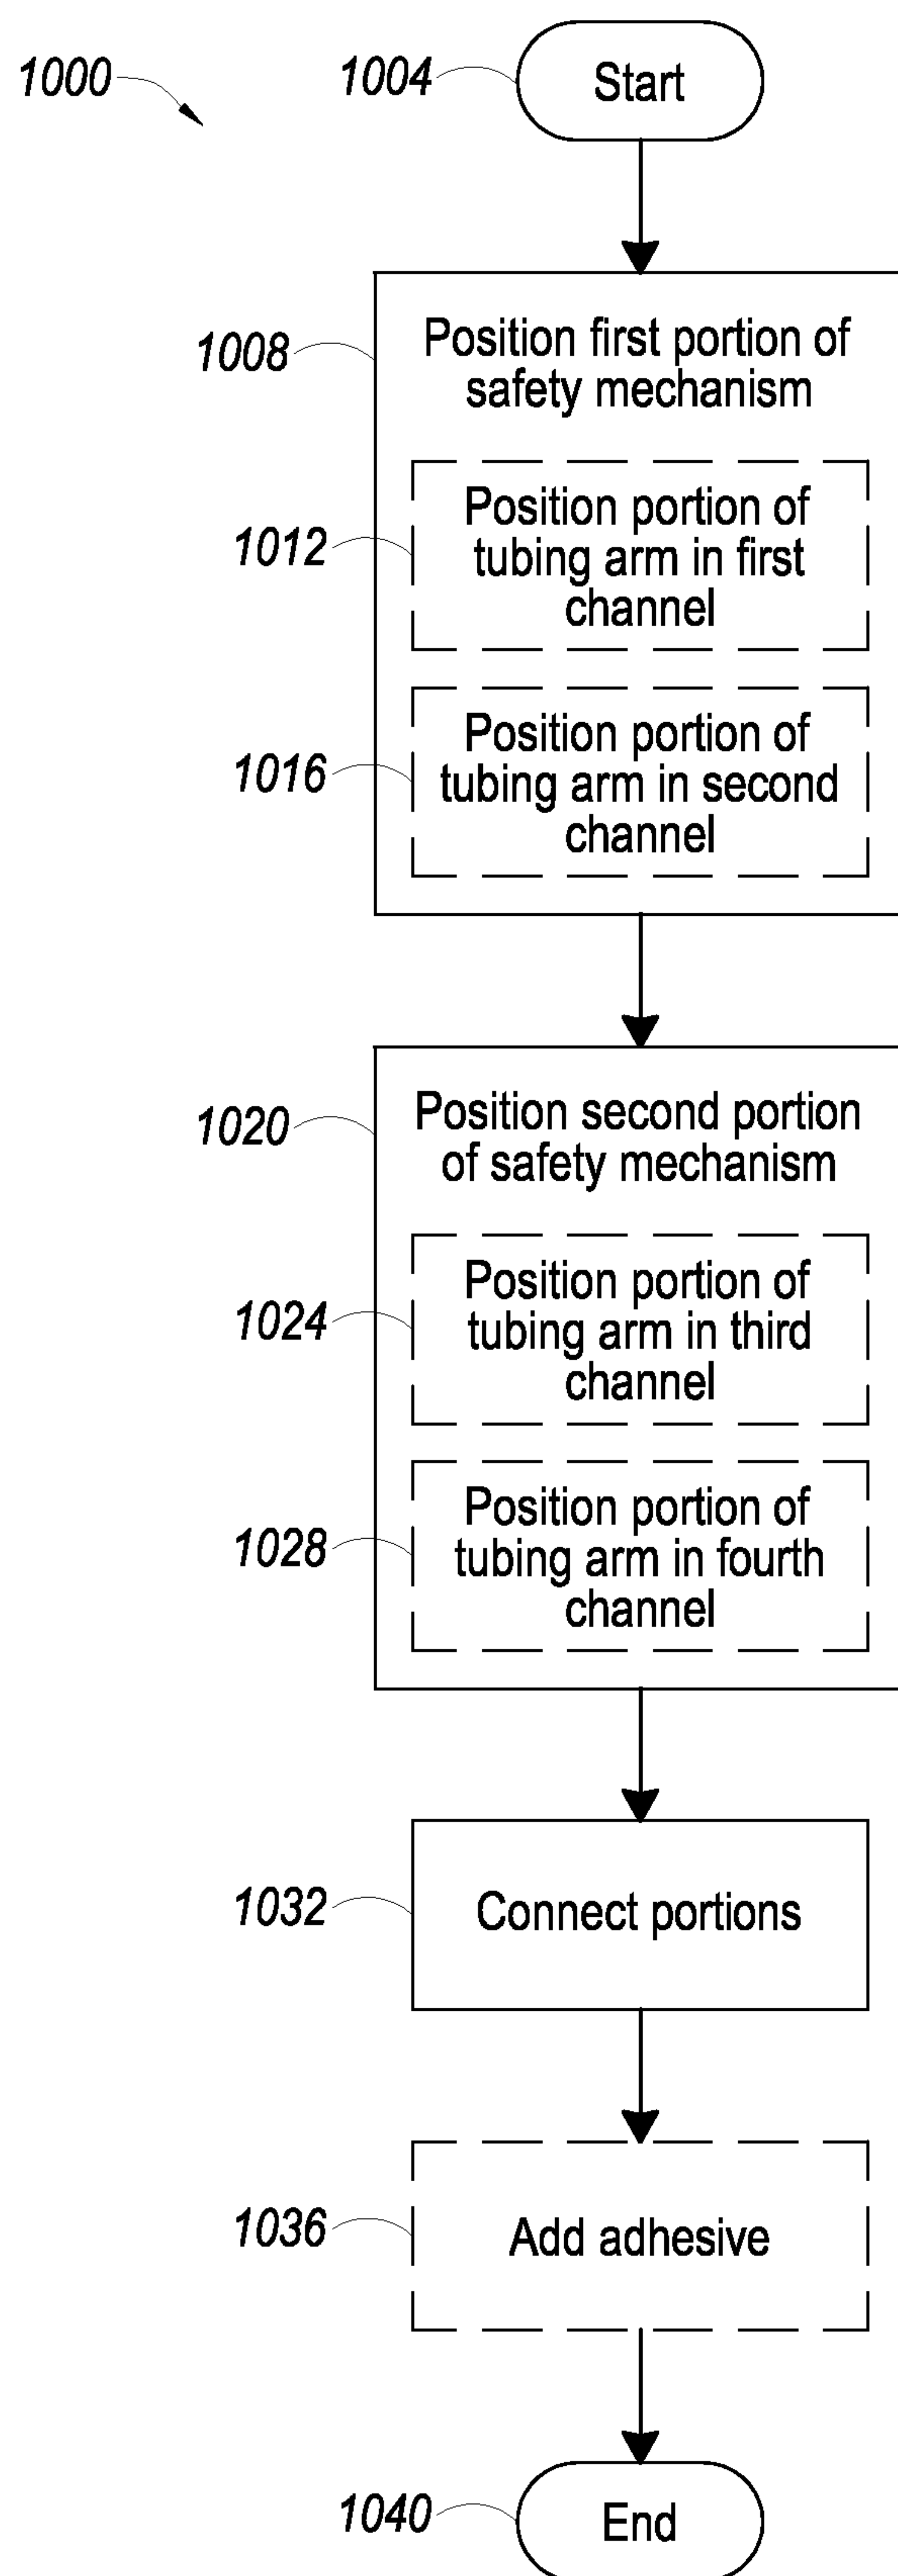 1000
1004
Start
1008
Position first portion of
safety mechanism
1012
Position portion of
tubing arm in first
channel
1016
Position portion of
tubing arm in second
channel
1020
Position second portion
of safety mechanism
1024
Position portion of
tubing arm in third
channel
1028
Position portion of
tubing arm in fourth
channel
1032
Connect portions
1036
Add adhesive
1040
End